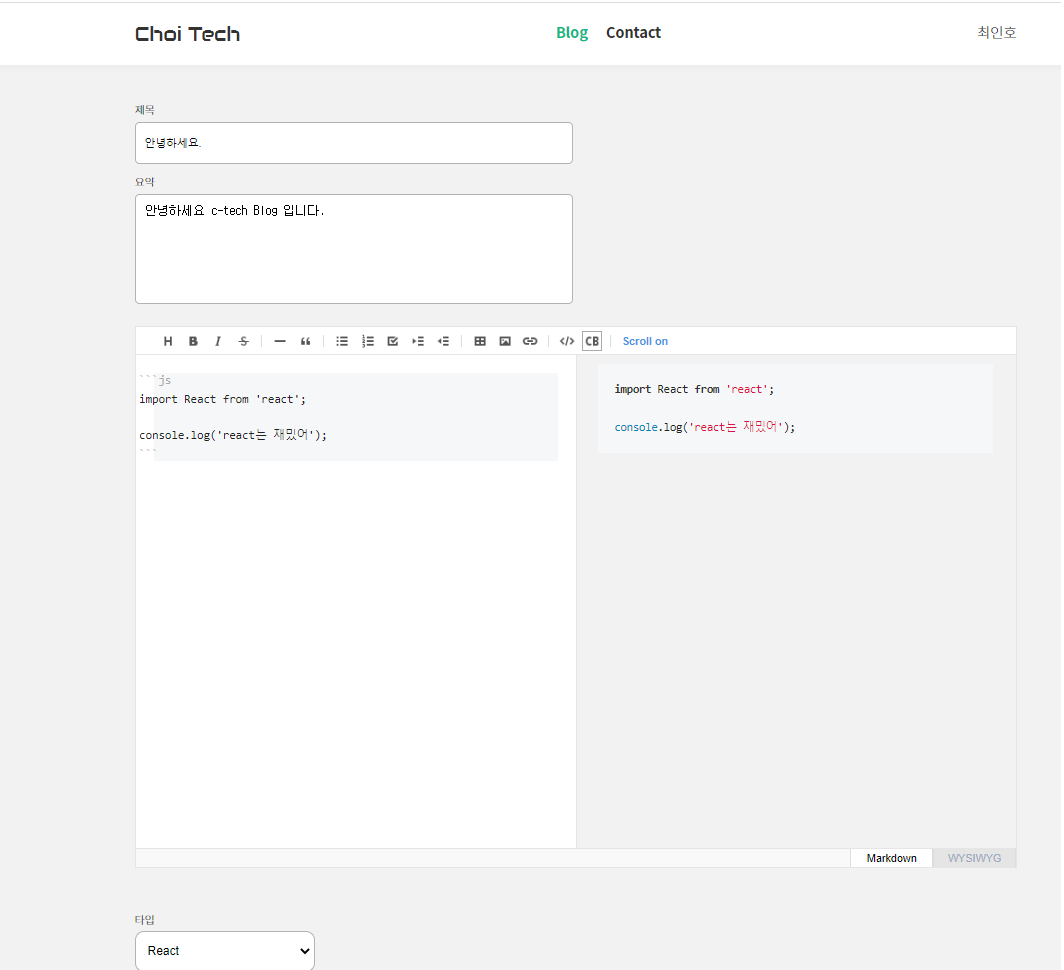 Choi Tech
Blog Contact
최인호
제목
안녕하세요.
요약
안녕하세요 c-tech Blog 입니다.
H B I S “ </> CB Scroll on
```js
import React from 'react';
console.log('react는 재밌어');
```
import React from 'react';
console.log('react는 재밌어');
Markdown WYSIWYG
타입
React